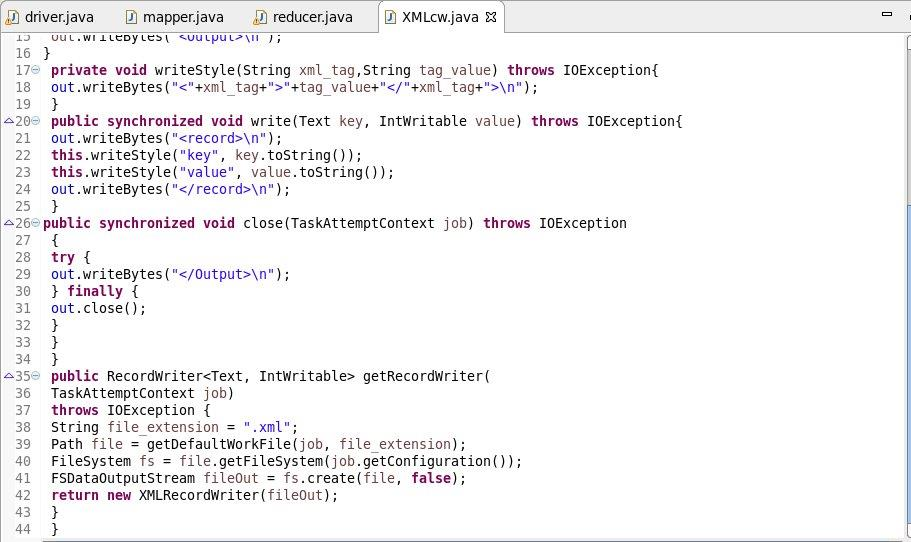 driver.java mapper.java reducer.java XMLcw.java
15 out.writeBytes("<Output>\n");
16 }
17 private void writeStyle(String xml_tag,String tag_value) throws IOException{
18 out.writeBytes("<"+xml_tag+">"+tag_value+"</"+xml_tag+">\n");
19 }
20 public synchronized void write(Text key, IntWritable value) throws IOException{
21 out.writeBytes("<record>\n");
22 this.writeStyle("key", key.toString());
23 this.writeStyle("value", value.toString());
24 out.writeBytes("</record>\n");
25 }
26 public synchronized void close(TaskAttemptContext job) throws IOException
27 {
28 try {
29 out.writeBytes("</Output>\n");
30 } finally {
31 out.close();
32 }
33 }
34 }
35 public RecordWriter<Text, IntWritable> getRecordWriter(
36 TaskAttemptContext job)
37 throws IOException {
38 String file_extension = ".xml";
39 Path file = getDefaultWorkFile(job, file_extension);
40 FileSystem fs = file.getFileSystem(job.getConfiguration());
41 FSDataOutputStream fileOut = fs.create(file, false);
42 return new XMLRecordWriter(fileOut);
43 }
44 }